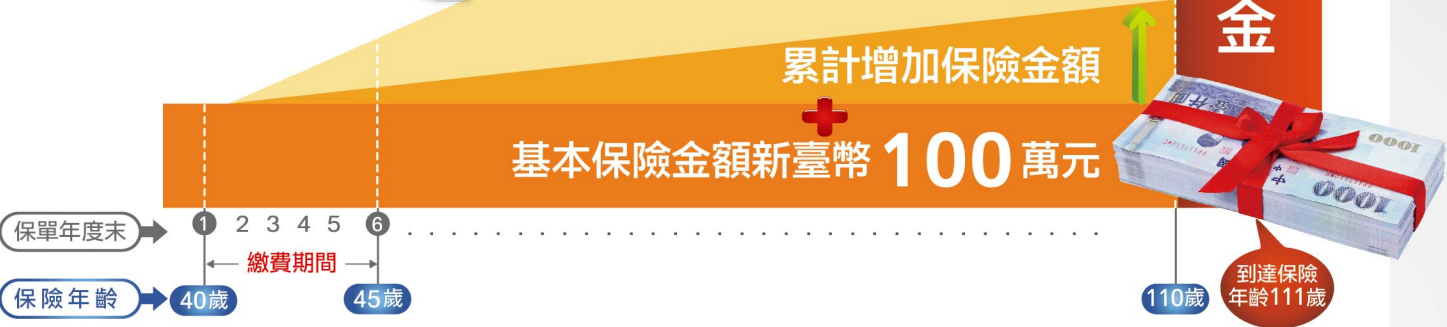 金
累計增加保險金額
基本保險金額新臺幣100萬元
1000
1000
保單年度末
1 2 3 4 5 6
繳費期間
保險年齡
40歲
45歲
110歲
到達保險
年齡111歲